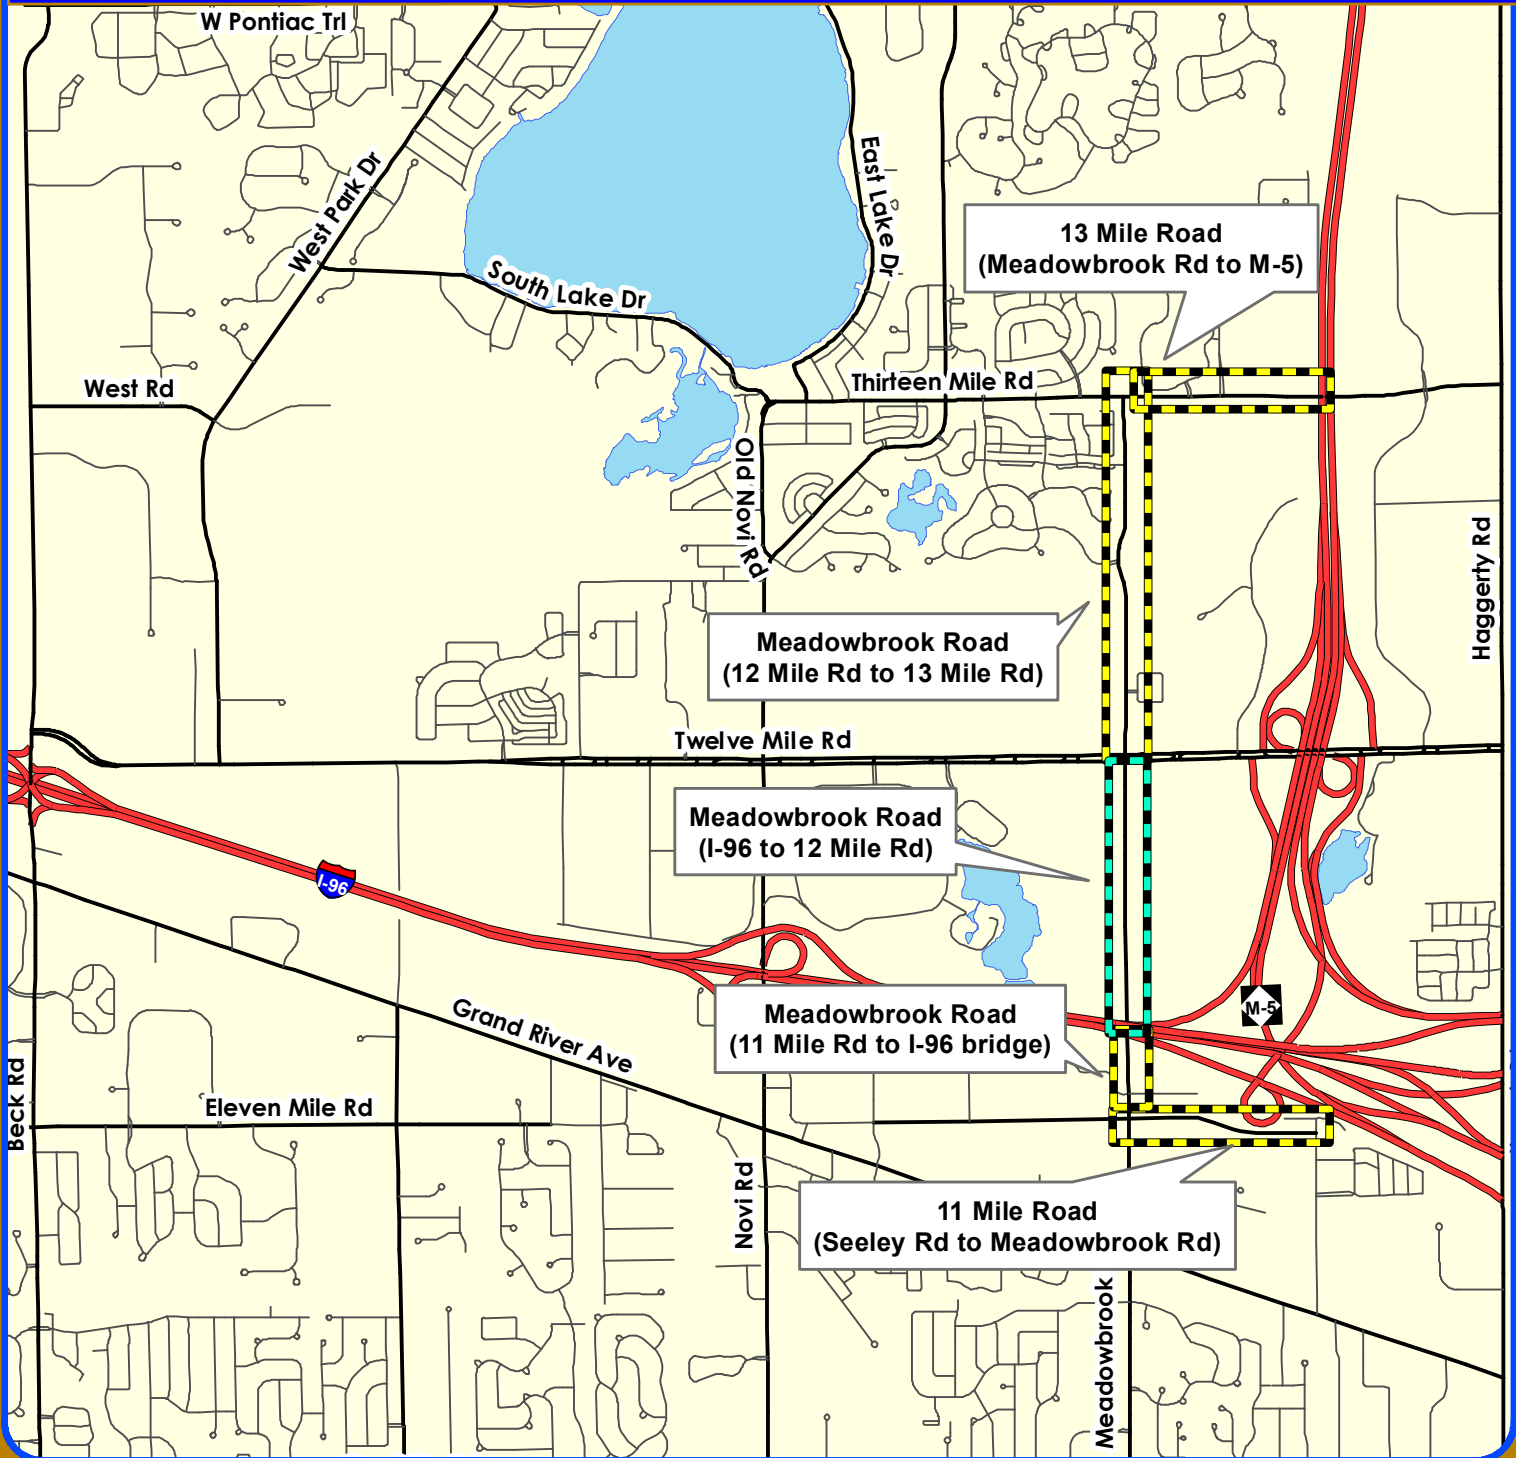 W Pontiac Trl
West Park Dr
East Lake Dr
13 Mile Road
(Meadowbrook Rd to M-5)
South Lake Dr
West Rd
Thirteen Mile Rd
Old Novi Rd
Haggerty Rd
Meadowbrook Road
(12 Mile Rd to 13 Mile Rd)
Twelve Mile Rd
Meadowbrook Road
(I-96 to 12 Mile Rd)
I-96
M-5
Meadowbrook Road
(11 Mile Rd to I-96 bridge)
Grand River Ave
Beck Rd
Eleven Mile Rd
Novi Rd
11 Mile Road
(Seeley Rd to Meadowbrook Rd)
Meadowbrook